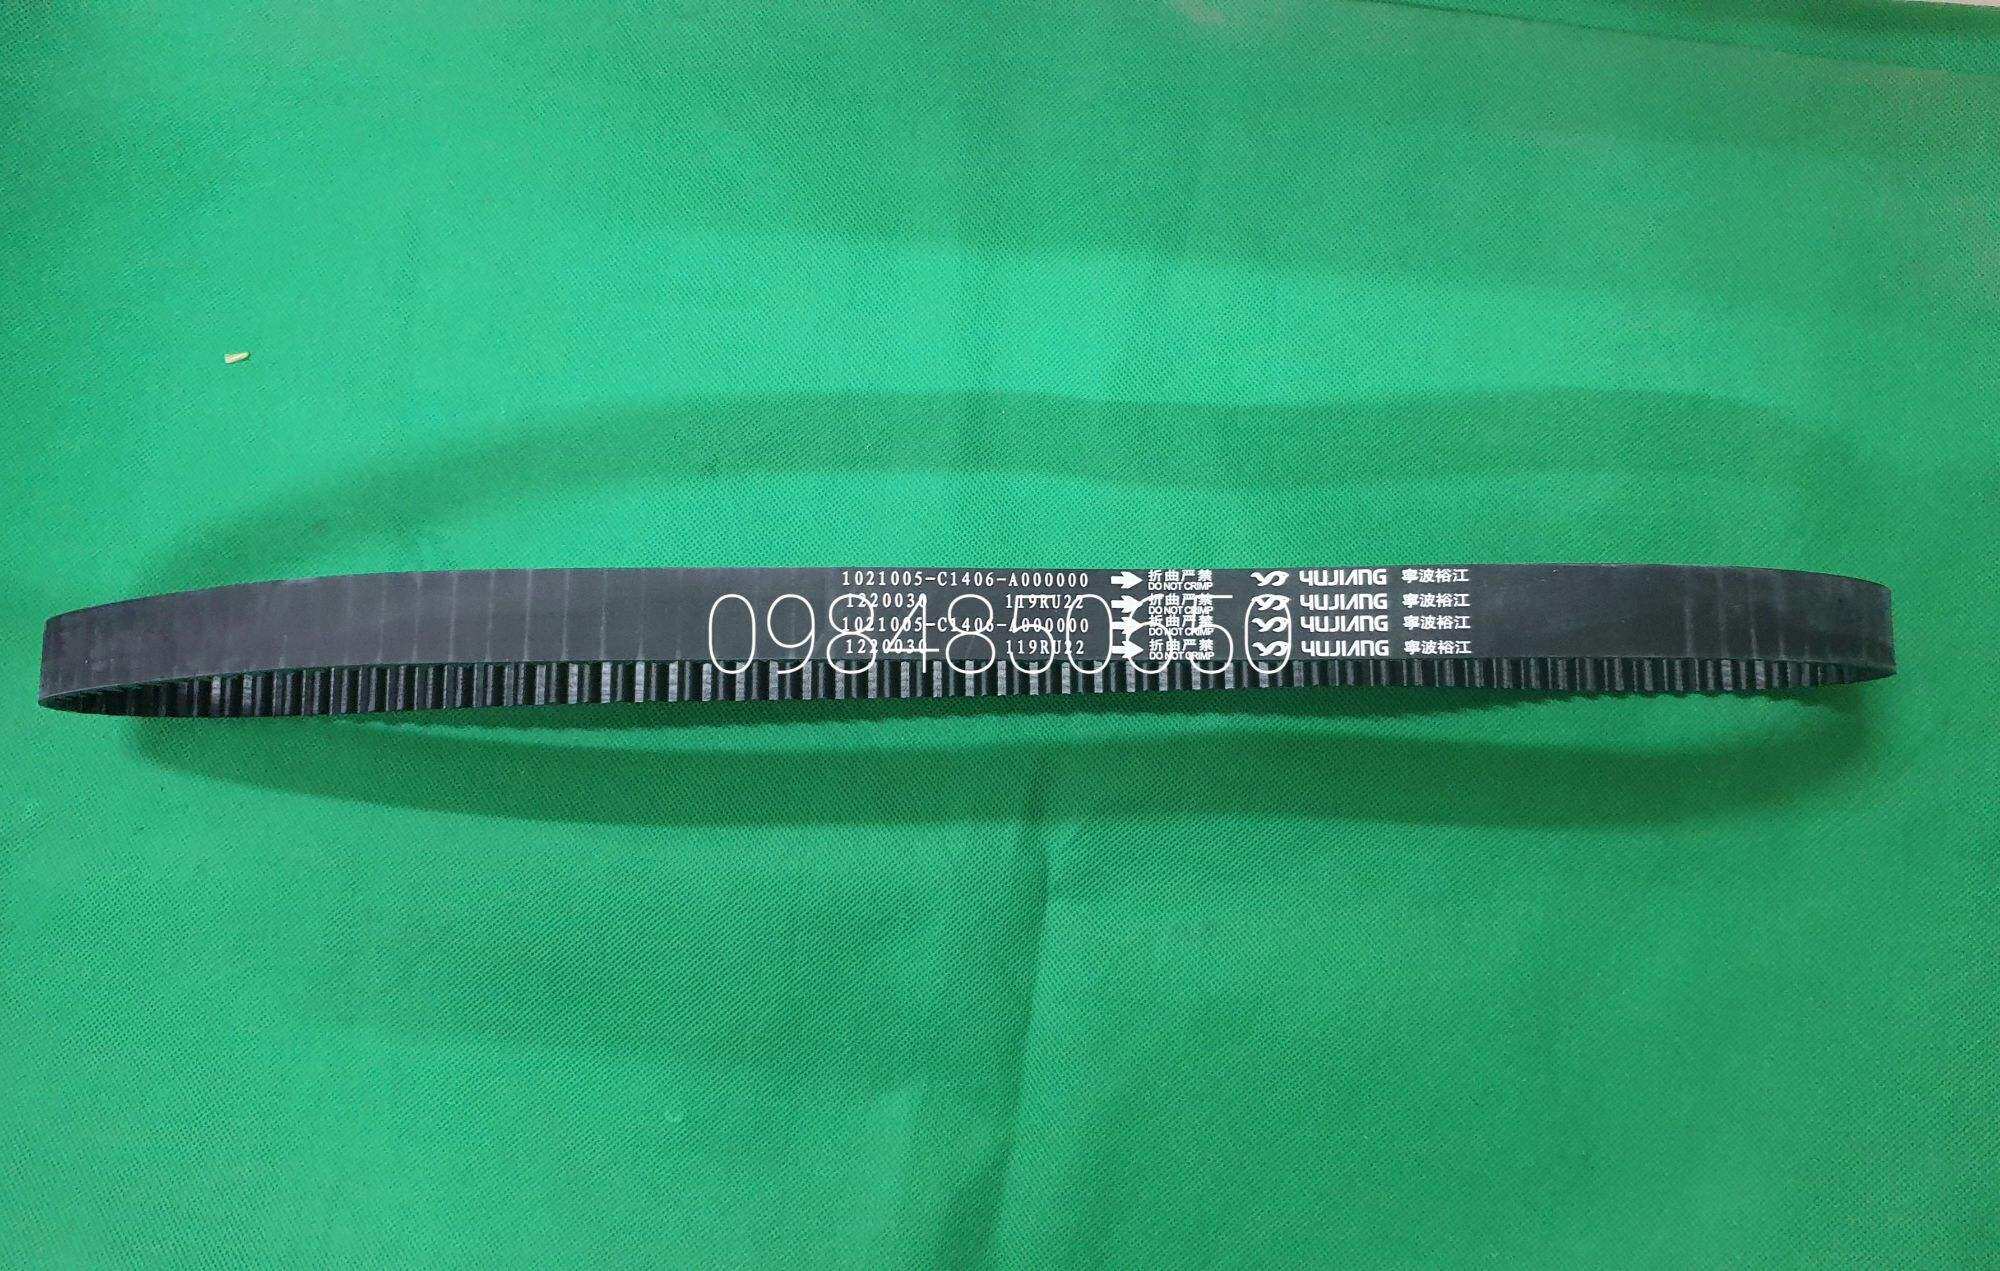 1021005-C1406-A000000 折曲严禁 YUJIANG 寧波裕江
DO NOT CRIMP
1220030 119RU22 折曲严禁 YUJIANG 寧波裕江
DO NOT CRIMP
1021005-C1406-A000000 折曲严禁 YUJIANG 寧波裕江
DO NOT CRIMP
1220030 119RU22 折曲严禁 YUJIANG 寧波裕江
DO NOT CRIMP
0984850350